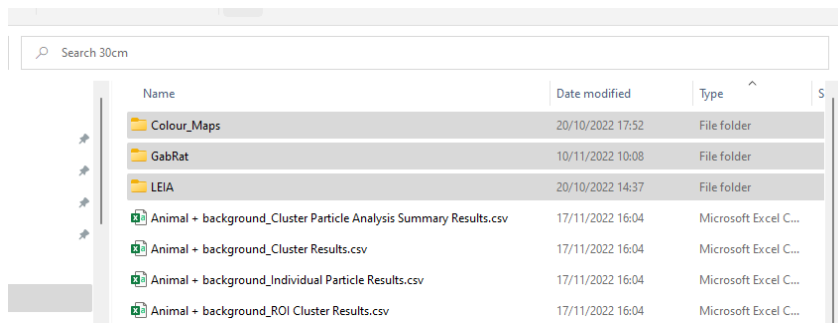 Search 30cm
Name Date modified Type S
Colour_Maps 20/10/2022 17:52 File folder
GabRat 10/11/2022 10:08 File folder
LEIA 20/10/2022 14:37 File folder
Animal + background_Cluster Particle Analysis Summary Results.csv 17/11/2022 16:04 Microsoft Excel C...
Animal + background_Cluster Results.csv 17/11/2022 16:04 Microsoft Excel C...
Animal + background_Individual Particle Results.csv 17/11/2022 16:04 Microsoft Excel C...
Animal + background_ROI Cluster Results.csv 17/11/2022 16:04 Microsoft Excel C...